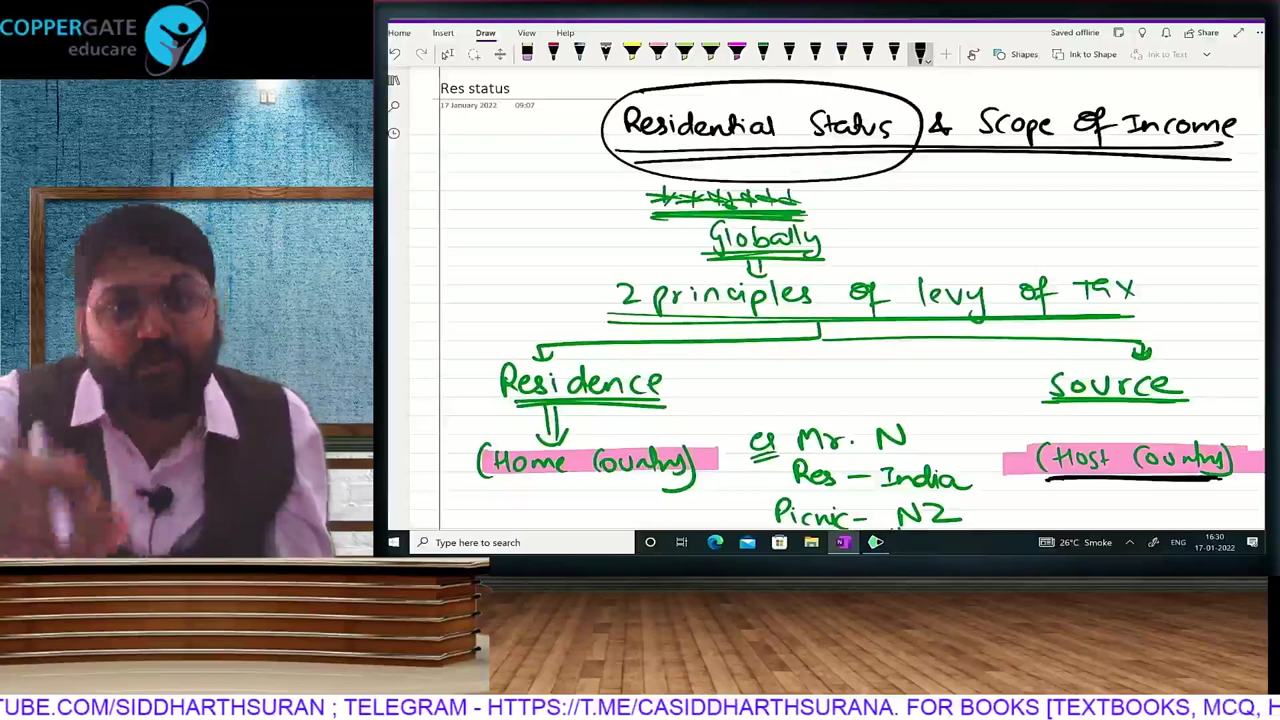 COPPERGATE
educare
Home Insert Draw View Help
Saved offline
Share
Shapes
Ink to Shape
Ink to Text
Res status
17 January 2022 09:07
Residential Status & Scope of Income
Globally
2 principles of levy of Tax
Residence
Source
(Home Country)
eg Mr. N
(Host Country)
Res - India
Picnic - NZ
Type here to search
26°C Smoke
ENG
16:30
17-01-2022
TUBE.COM/SIDDHARTHSURAN ; TELEGRAM - HTTPS://T.ME/CASIDDHARTHSURANA. FOR BOOKS [TEXTBOOKS, MCQ, H